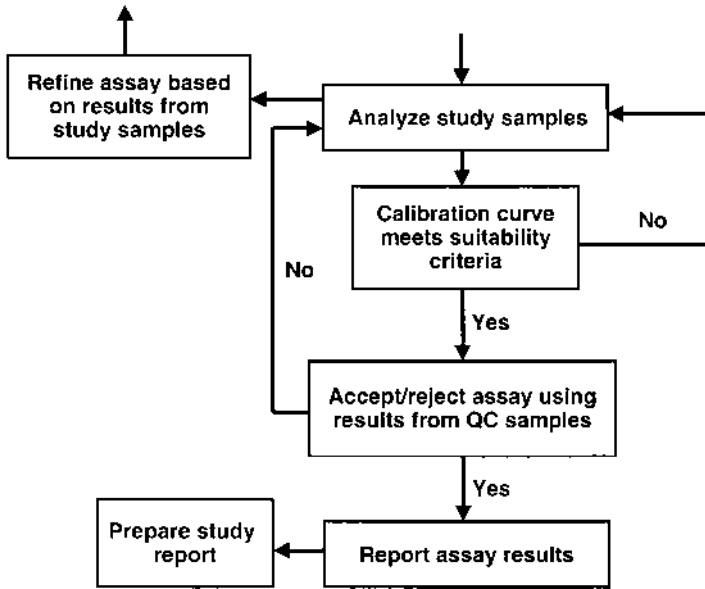 Refine assay based
on results from
study samples
Analyze study samples
Calibration curve
meets suitability
criteria
No
No
Yes
Accept/reject assay using
results from QC samples
Yes
Prepare study
report
Report assay results